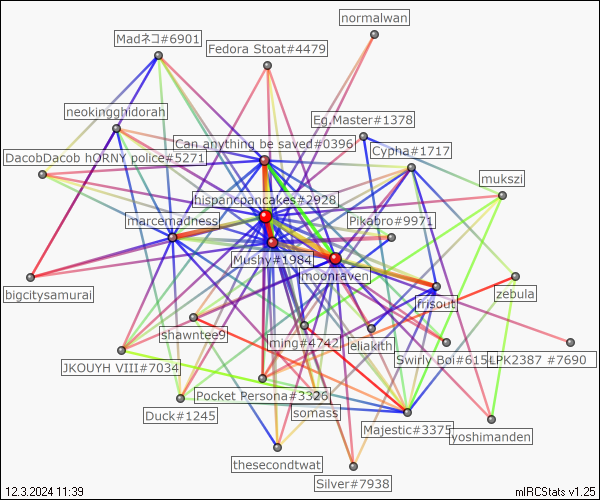 normalwan
Madネコ#6901
Fedora Stoat#4479
neokingghidorah
Eg.Master#1378
Can anything be saved#0396
Cypha#1717
DacobDacob hORNY police#5271
mukszi
hispancpancakes#2928
marcemadness
Pikabro#9971
Mushy#1984
moonraven
bigcitysamurai
frisout
zebula
shawntee9
ming#4742
eliakith
Swirly Boi#615
LPK2387 #7690
JKOUYH VIII#7034
Pocket Persona#3326
Duck#1245
somass
Majestic#3375
yoshimanden
thesecondtwat
Silver#7938
12.3.2024 11:39
mIRCStats v1.25